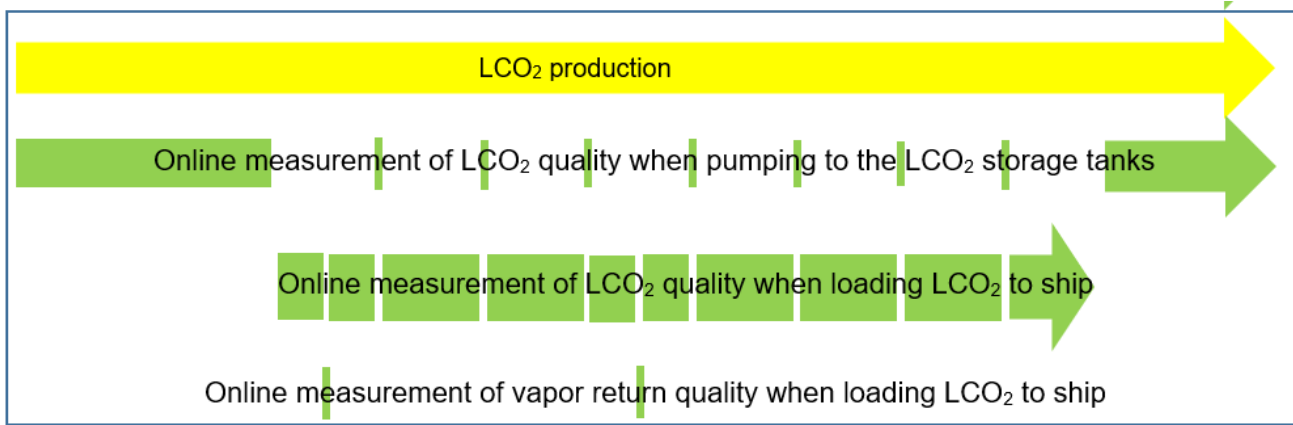 LCO₂ production
Online measurement of LCO₂ quality when pumping to the LCO₂ storage tanks
Online measurement of LCO₂ quality when loading LCO₂ to ship
Online measurement of vapor return quality when loading LCO₂ to ship